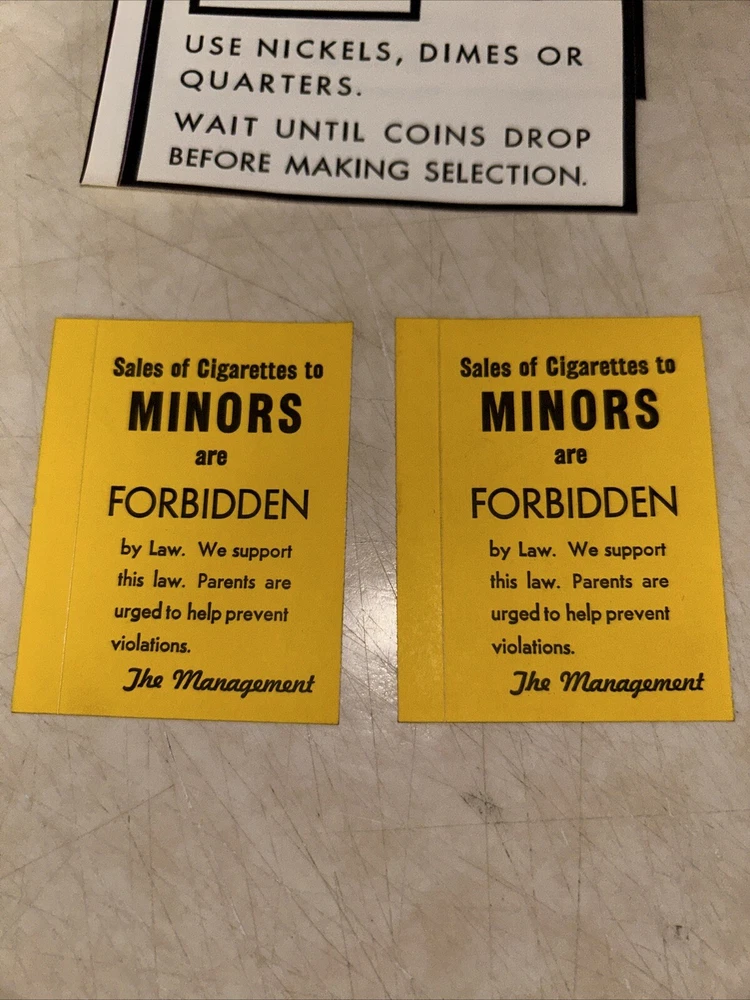 USE NICKELS, DIMES OR
QUARTERS.
WAIT UNTIL COINS DROP
BEFORE MAKING SELECTION.
Sales of Cigarettes to
MINORS
are
FORBIDDEN
by Law. We support
this law. Parents are
urged to help prevent
violations.
The Management
Sales of Cigarettes to
MINORS
are
FORBIDDEN
by Law. We support
this law. Parents are
urged to help prevent
violations.
The Management